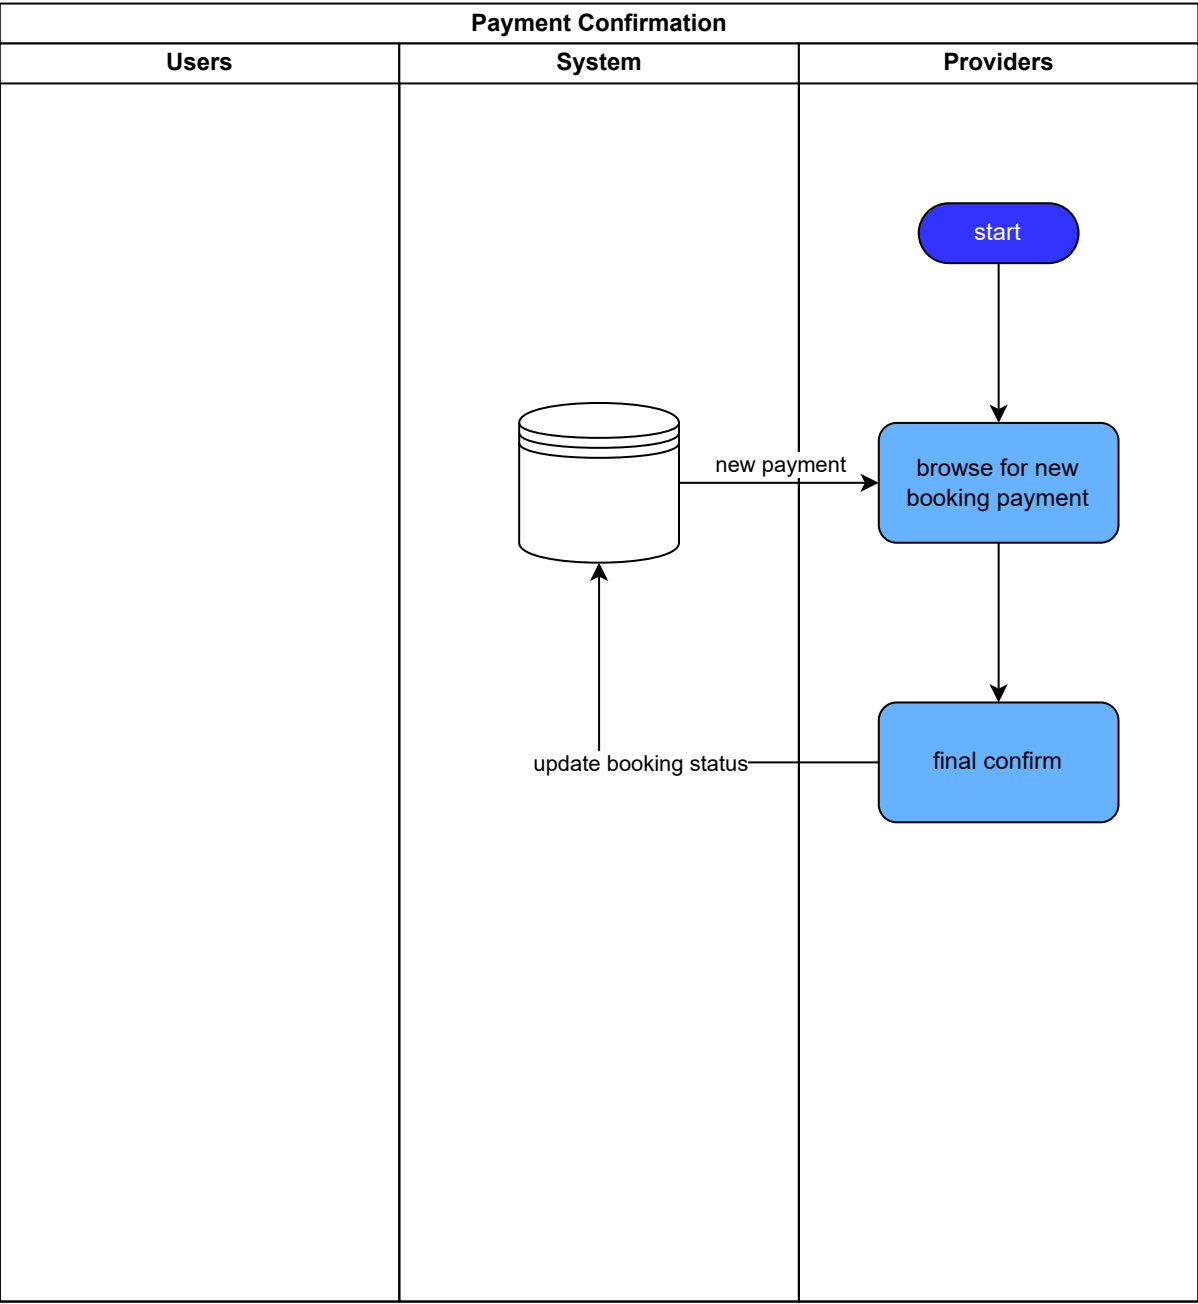 Payment Confirmation
Users
System
Providers
start
new payment
browse for new
booking payment
update booking status
final confirm